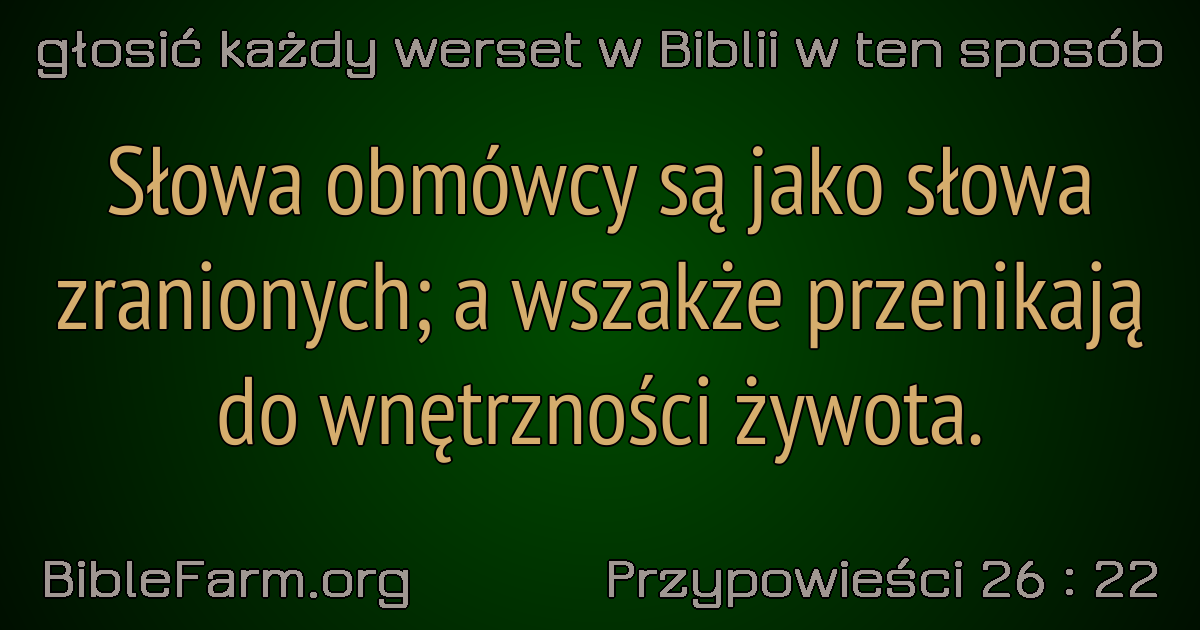 głosić każdy werset w Biblii w ten sposób
Słowa obmówcy są jako słowa
zranionych; a wszakże przenikają
do wnętrzności żywota.
BibleFarm.org
Przypowieści 26 : 22